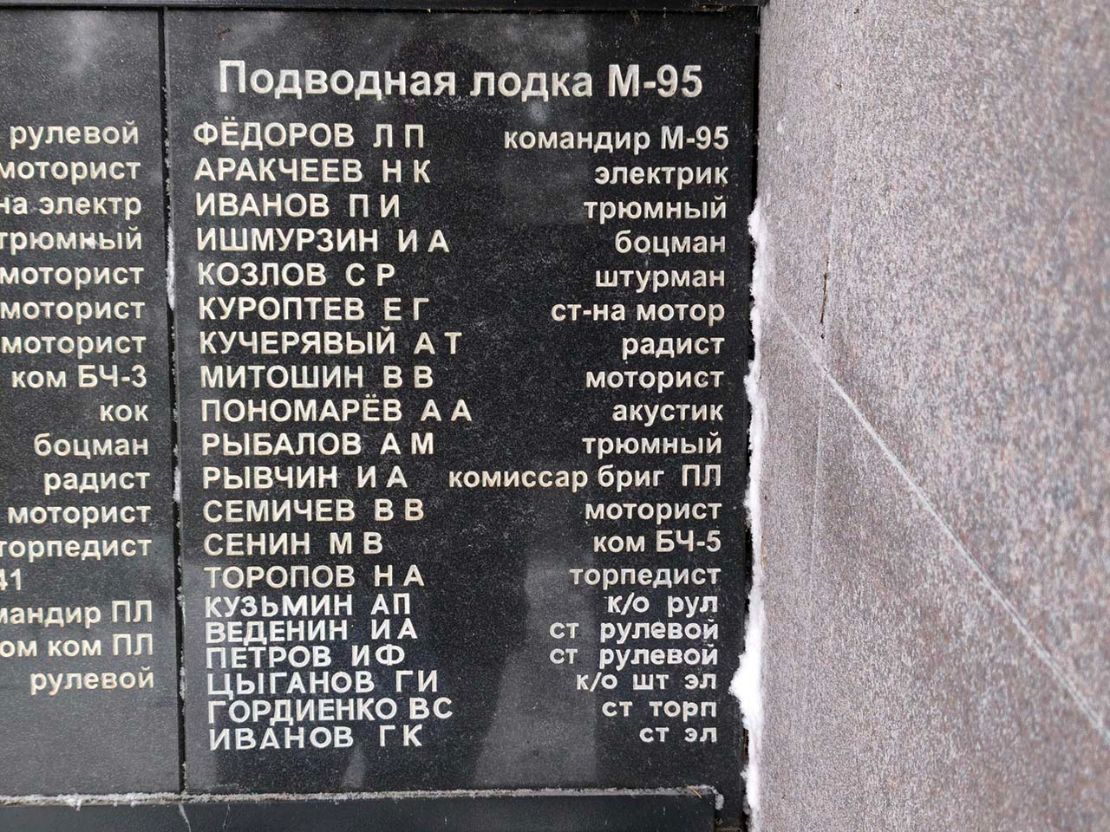 рулевой
моторист
на электр
трюмный
моторист
моторист
моторист
ком БЧ-3
кок
боцман
радист
моторист
торпедист
41
ком ПЛ
рулевой
Подводная лодка М-95
ФЁДОРОВ Л П командир М-95
АРАКЧЕЕВ Н К электрик
ИВАНОВ П И трюмный
ИШМУРЗИН И А боцман
КОЗЛОВ С Р штурман
КУРОПТЕВ Е Г ст-на мотор
КУЧЕРЯВЫЙ А Т радист
МИТОШИН В В моторист
ПОНОМАРЁВ А А акустик
РЫБАЛОВ А М трюмный
РЫВЧИН И А комиссар бриг ПЛ
СЕМИЧЕВ В В моторист
СЕНИН М В ком БЧ-5
ТОРОПОВ Н А торпедист
КУЗЬМИН АП к/о рул
ВЕДЕНИН И А ст рулевой
ПЕТРОВ ИФ ст рулевой
ЦЫГАНОВ Г И к/о шт эл
ГОРДИЕНКО ВС ст торп
ИВАНОВ Г К ст эл